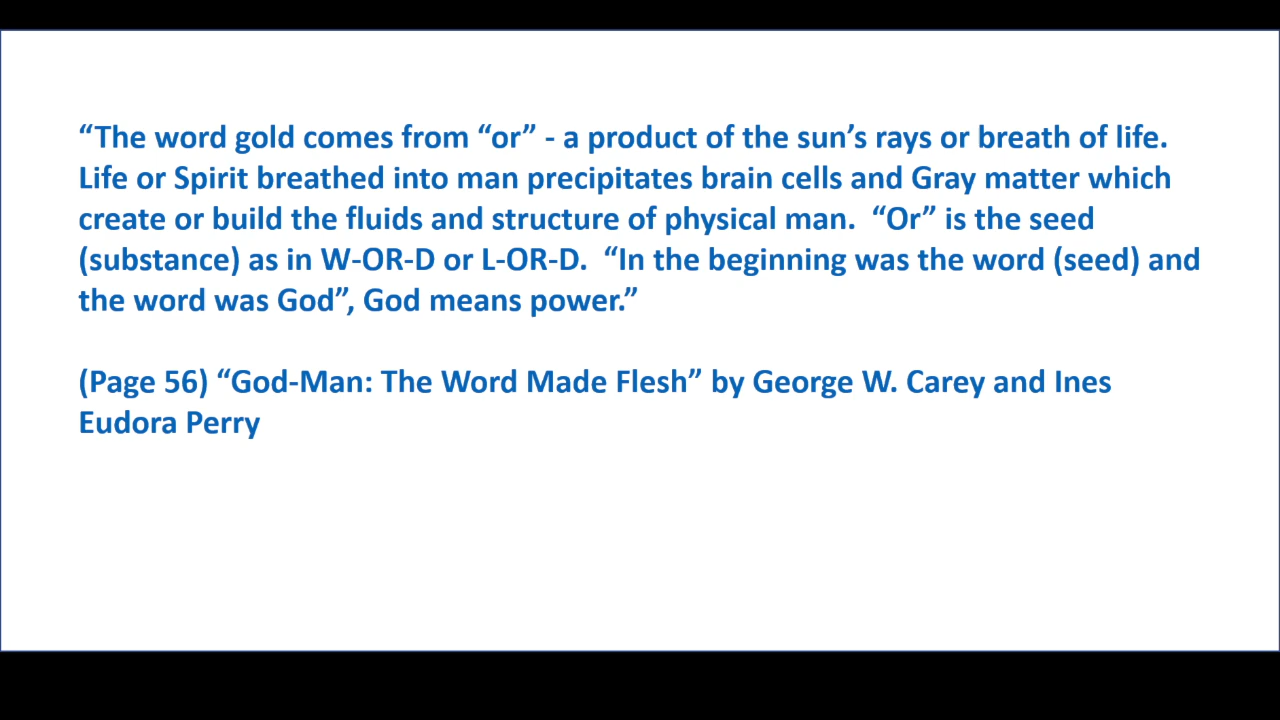 “The word gold comes from “or” - a product of the sun’s rays or breath of life.
Life or Spirit breathed into man precipitates brain cells and Gray matter which
create or build the fluids and structure of physical man.  “Or” is the seed
(substance) as in W-OR-D or L-OR-D.  “In the beginning was the word (seed) and
the word was God”, God means power.”
(Page 56) “God-Man: The Word Made Flesh” by George W. Carey and Ines
Eudora Perry